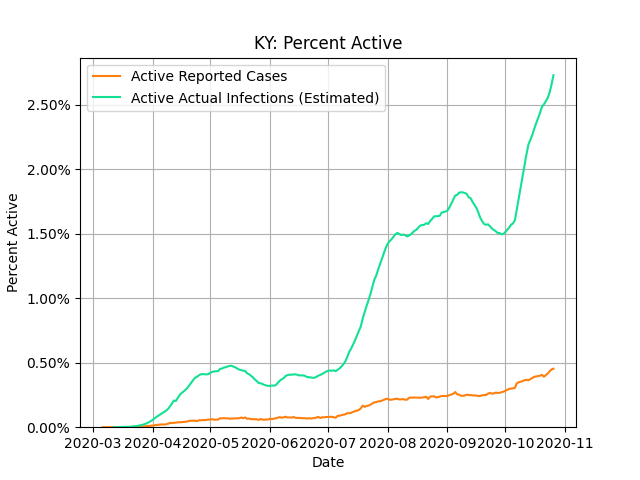 KY: Percent Active
Active Reported Cases
Active Actual Infections (Estimated)
Percent Active
2.50%
2.00%
1.50%
1.00%
0.50%
0.00%
2020-03 2020-04 2020-05 2020-06 2020-07 2020-08 2020-09 2020-10 2020-11
Date